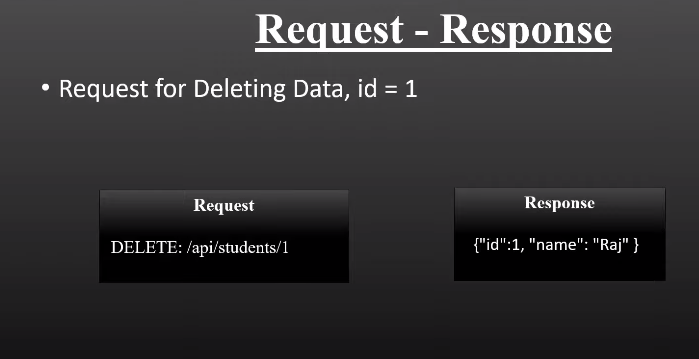 Request - Response
• Request for Deleting Data, id = 1
Request
DELETE: /api/students/1
Response
{"id":1, "name": "Raj" }